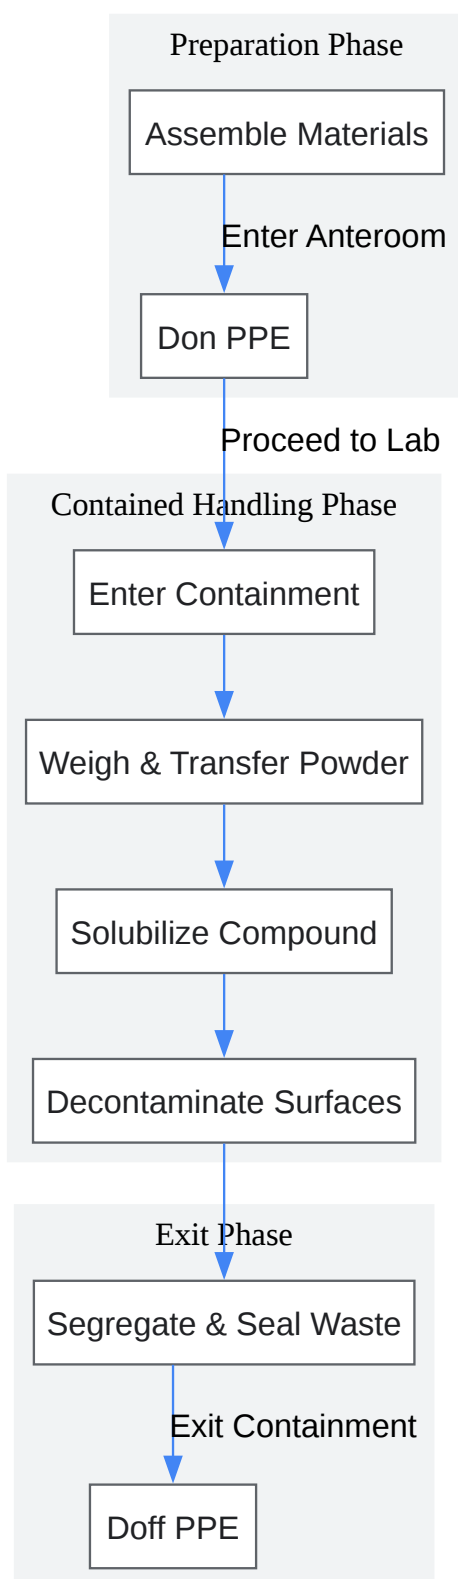 Preparation Phase
Assemble Materials
Enter Anteroom
Don PPE
Proceed to Lab
Contained Handling Phase
Enter Containment
Weigh & Transfer Powder
Solubilize Compound
Decontaminate Surfaces
Exit Phase
Segregate & Seal Waste
Exit Containment
Doff PPE